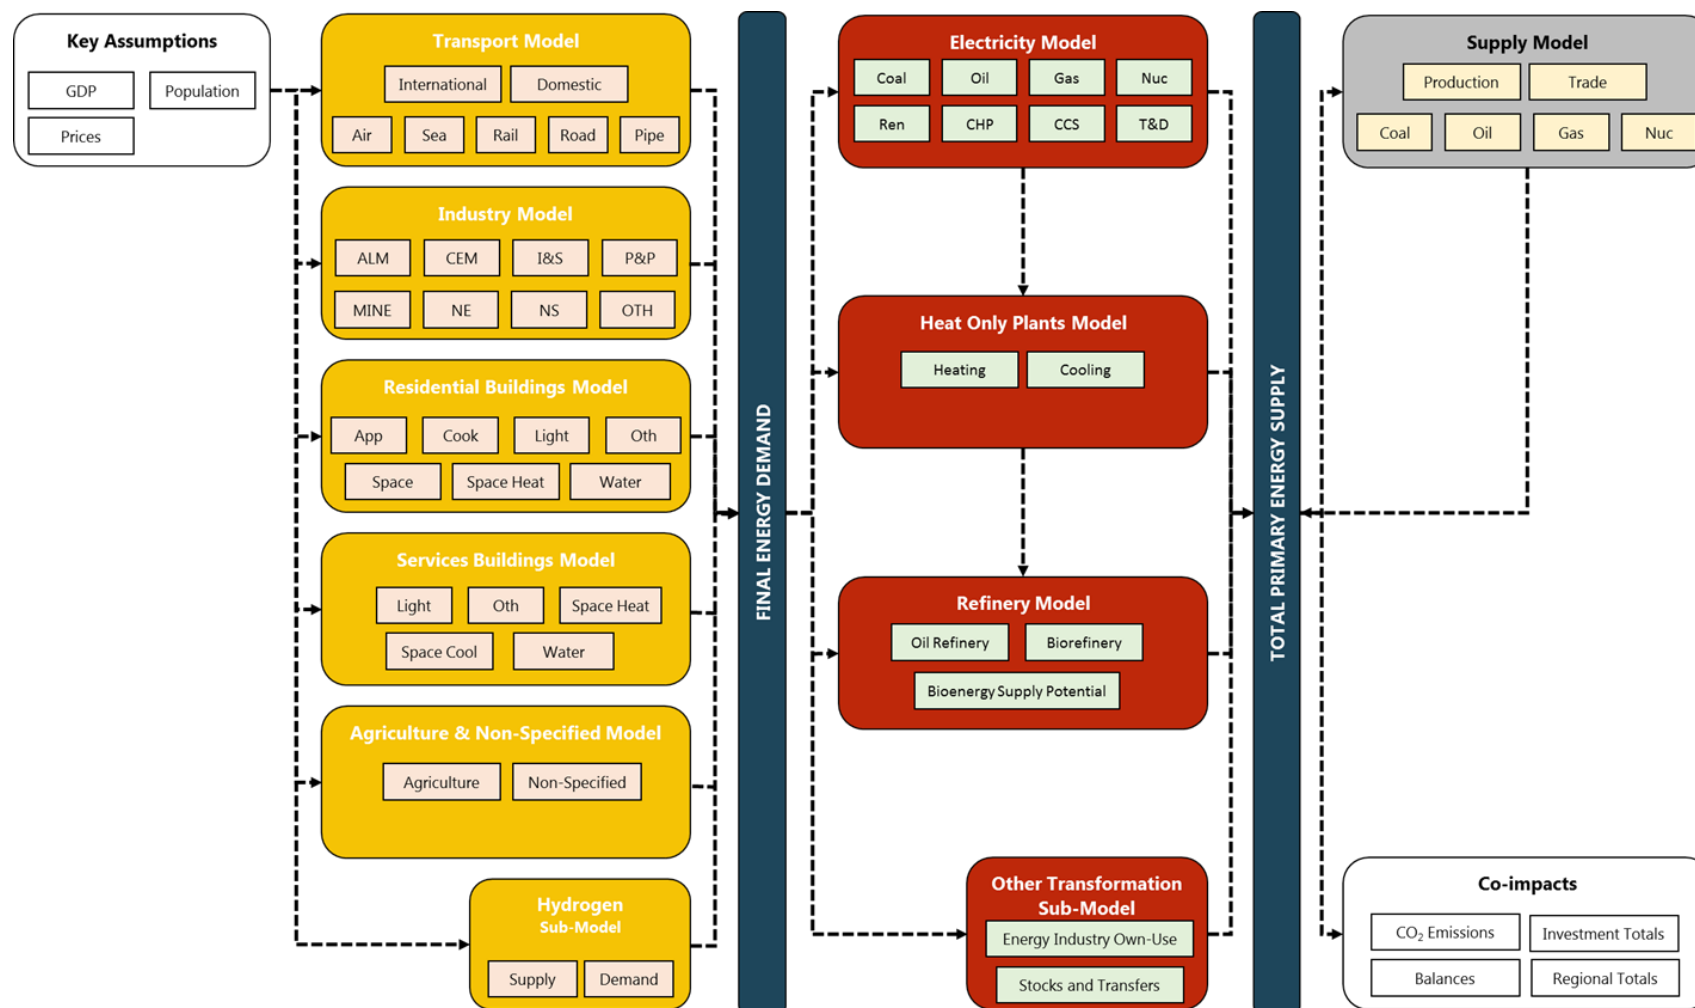 Key Assumptions
GDP
Population
Prices
Transport Model
International
Domestic
Air
Sea
Rail
Road
Pipe
Industry Model
ALM
CEM
I&S
P&P
MINE
NE
NS
OTH
Residential Buildings Model
App
Cook
Light
Oth
Space
Space Heat
Water
Services Buildings Model
Light
Oth
Space Heat
Space Cool
Water
Agriculture & Non-Specified Model
Agriculture
Non-Specified
Hydrogen
Sub-Model
Supply
Demand
FINAL ENERGY DEMAND
Electricity Model
Coal
Oil
Gas
Nuc
Ren
CHP
CCS
T&D
Heat Only Plants Model
Heating
Cooling
Refinery Model
Oil Refinery
Biorefinery
Bioenergy Supply Potential
Other Transformation
Sub-Model
Energy Industry Own-Use
Stocks and Transfers
TOTAL PRIMARY ENERGY SUPPLY
Supply Model
Production
Trade
Coal
Oil
Gas
Nuc
Co-impacts
CO₂ Emissions
Investment Totals
Balances
Regional Totals